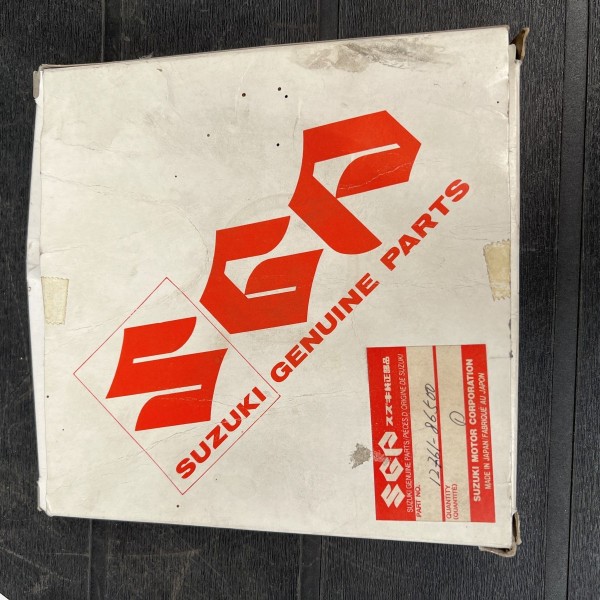 SGP
SUZUKI GENUINE PARTS
SGP スズキ純正部品
SUZUKI GENUINE PARTS/PIECES D'ORIGINE DE SUZUKI
PART NO.
QUANTITY
(QUANTITE)
SUZUKI MOTOR CORPORATION
MADE IN JAPAN/FABRIQUE AU JAPON